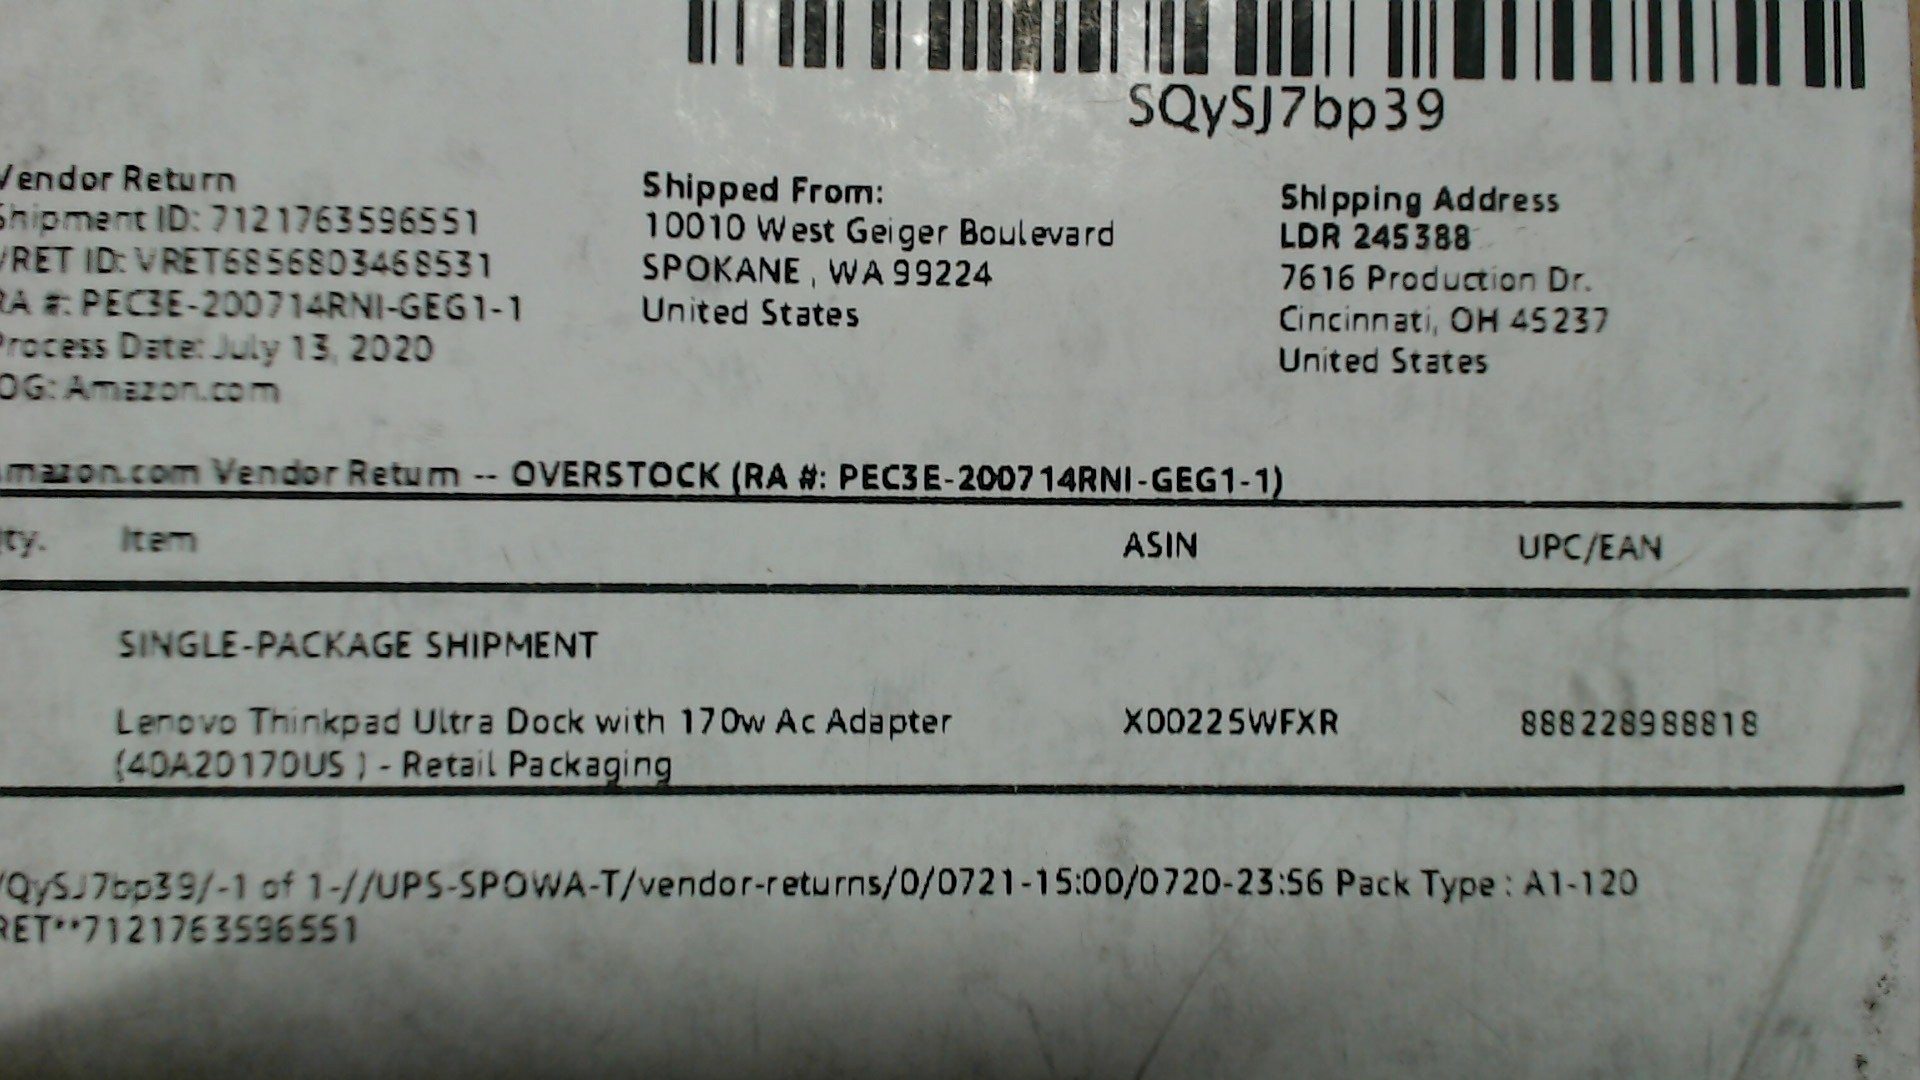 SQySJ7bp39
Vendor Return
Shipment ID: 7121763596551
VRET ID: VRET6856803468531
RA #: PEC3E-200714RNI-GEG1-1
Process Date: July 13, 2020
OG: Amazon.com
Shipped From:
10010 West Geiger Boulevard
SPOKANE , WA 99224
United States
Shipping Address
LDR 245388
7616 Production Dr.
Cincinnati, OH 45237
United States
mazon.com Vendor Return -- OVERSTOCK (RA #: PEC3E-200714RNI-GEG1-1)
ty. Item ASIN UPC/EAN
SINGLE-PACKAGE SHIPMENT
Lenovo Thinkpad Ultra Dock with 170w Ac Adapter X00225WFXR 888228988818
(40A20170US ) - Retail Packaging
/QySJ7bp39/-1 of 1-//UPS-SPOWA-T/vendor-returns/0/0721-15:00/0720-23:56 Pack Type : A1-120
RET**7121763596551